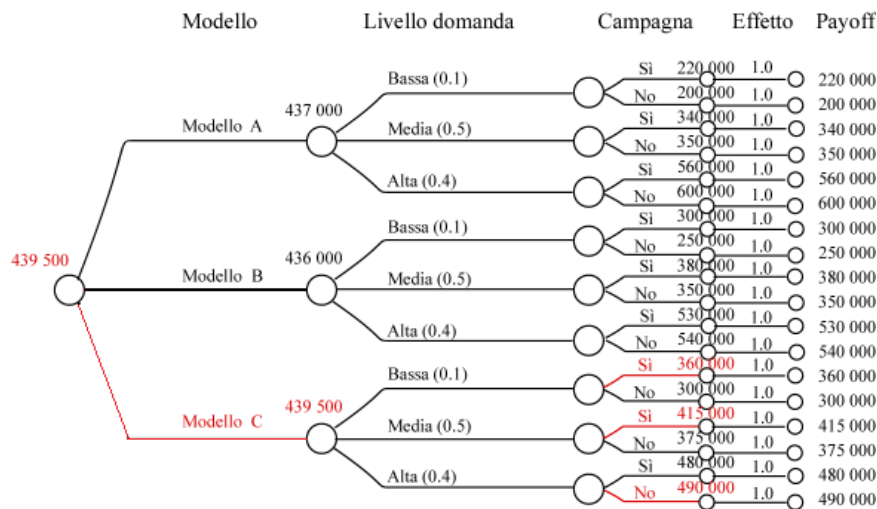 Modello Livello domanda Campagna Effetto Payoff
Sì 220 000 1.0 220 000
Bassa (0.1)
No 200 000 1.0 200 000
437 000
Sì 340 000 1.0 340 000
Modello A Media (0.5)
No 350 000 1.0 350 000
Sì 560 000 1.0 560 000
Alta (0.4)
No 600 000 1.0 600 000
Sì 300 000 1.0 300 000
Bassa (0.1)
No 250 000 1.0 250 000
439 500 436 000
Sì 380 000 1.0 380 000
Modello B Media (0.5)
No 350 000 1.0 350 000
Sì 530 000 1.0 530 000
Alta (0.4)
No 540 000 1.0 540 000
Sì 360 000 1.0 360 000
Bassa (0.1)
No 300 000 1.0 300 000
439 500
Sì 415 000 1.0 415 000
Modello C Media (0.5)
No 375 000 1.0 375 000
Sì 480 000 1.0 480 000
Alta (0.4)
No 490 000 1.0 490 000